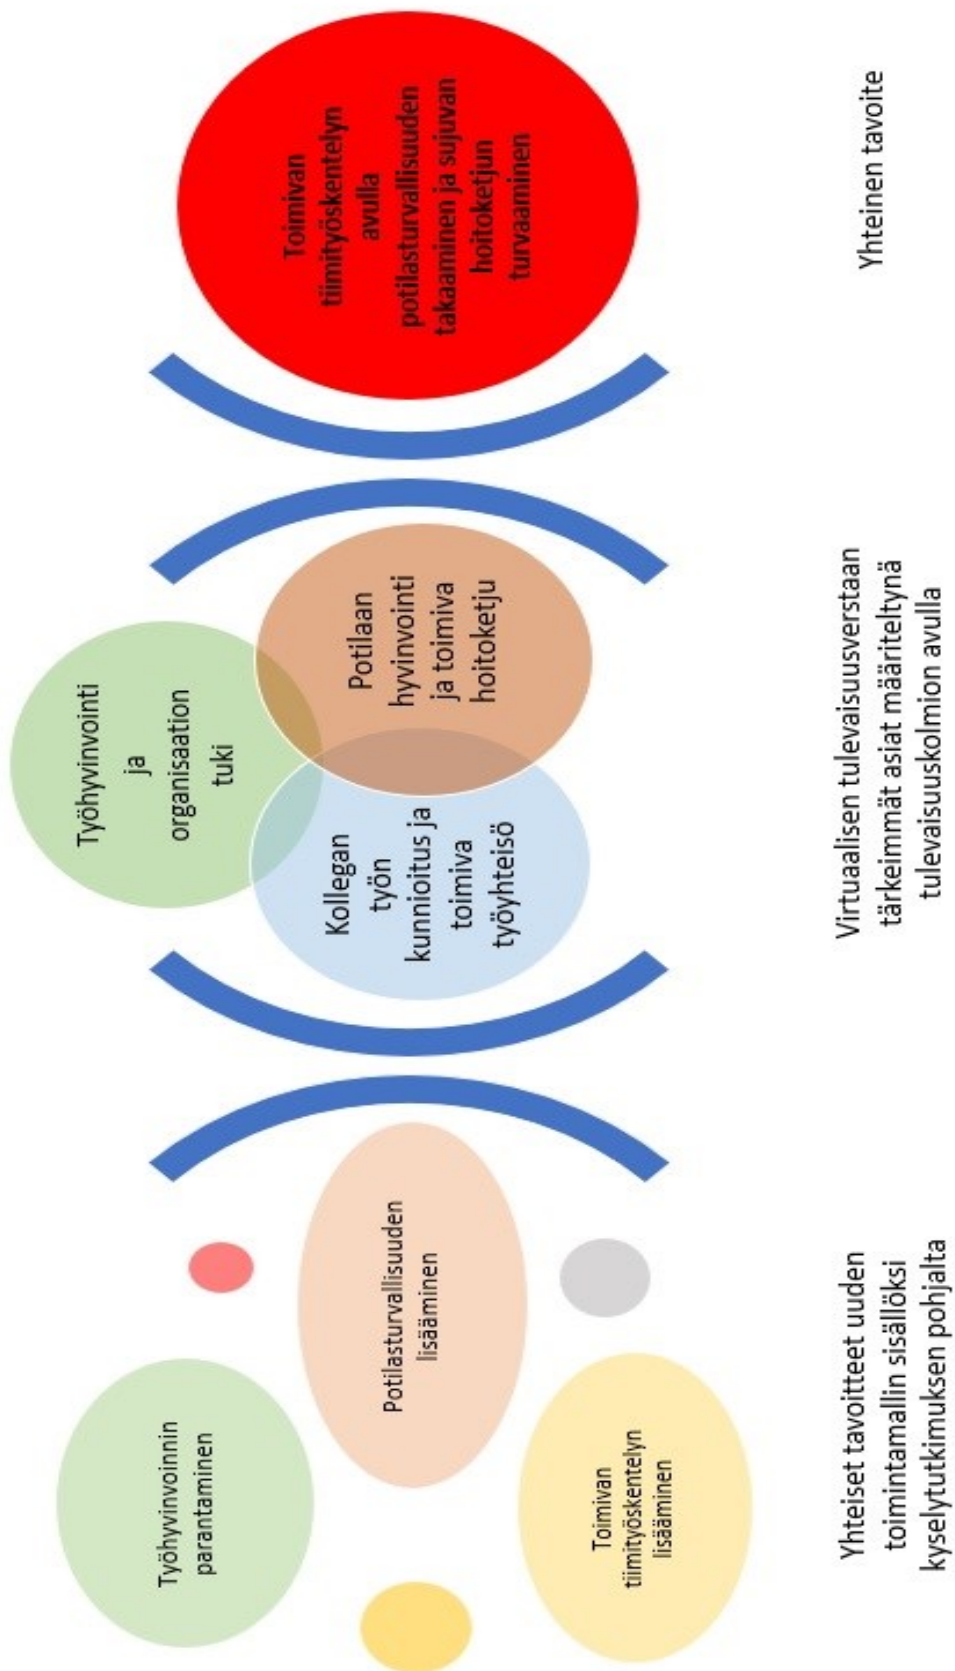 Työhyvinvoinnin
parantaminen
Potilasturvallisuuden
lisääminen
Toimivan
tiimityöskentelyn
lisääminen
Yhteiset tavoitteet uuden
toimintamallin sisällöksi
kyselytutkimuksen pohjalta
Työhyvinvointi
ja
organisaation
tuki
Kollegan
työn
kunnioitus ja
toimiva
työyhteisö
Potilaan
hyvinvointi
ja toimiva
hoitoketju
Virtuaalisen tulevaisuusverstaan
tärkeimmät asiat määriteltynä
tulevaisuuskolmion avulla
Toimivan
tiimityöskentelyn
avulla
potilasturvallisuuden
takaaminen ja sujuvan
hoitoketjun
turvaaminen
Yhteinen tavoite